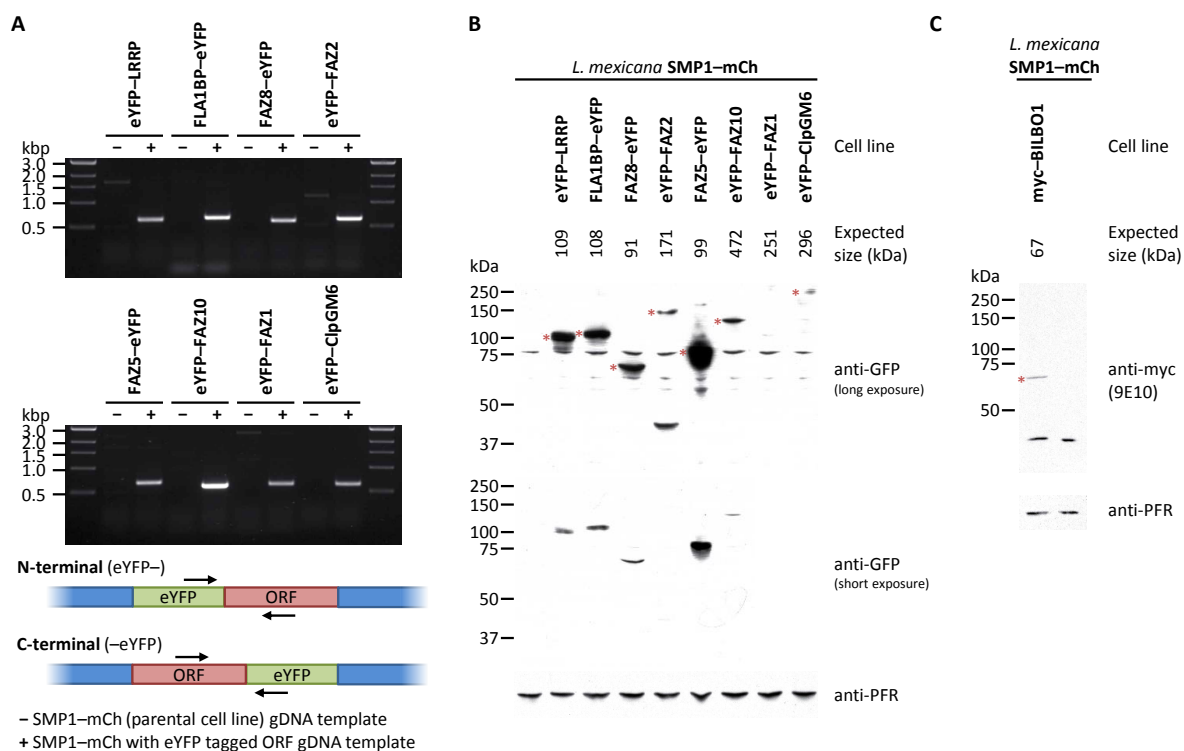 A
eYFP–LRRP
FLA1BP–eYFP
FAZ8–eYFP
eYFP–FAZ2
kbp – + – + – + – +
3.0
2.0
1.5
1.0
0.5
FAZ5–eYFP
eYFP–FAZ10
eYFP–FAZ1
eYFP–ClpGM6
kbp – + – + – + – +
3.0
2.0
1.5
1.0
0.5
N-terminal (eYFP–)
eYFP ORF
C-terminal (–eYFP)
ORF eYFP
– SMP1–mCh (parental cell line) gDNA template
+ SMP1–mCh with eYFP tagged ORF gDNA template
B
L. mexicana SMP1–mCh
eYFP–LRRP
FLA1BP–eYFP
FAZ8–eYFP
eYFP–FAZ2
FAZ5–eYFP
eYFP–FAZ10
eYFP–FAZ1
eYFP–ClpGM6
Cell line
109
108
91
171
99
472
251
296
Expected
size (kDa)
kDa
250
150
100
75
50
37
* * * * * * *
anti-GFP
(long exposure)
250
150
100
75
50
37
anti-GFP
(short exposure)
anti-PFR
C
L. mexicana
SMP1–mCh
myc–BILBO1
Cell line
67
Expected
size (kDa)
kDa
250
150
100
75
50
*
anti-myc
(9E10)
anti-PFR